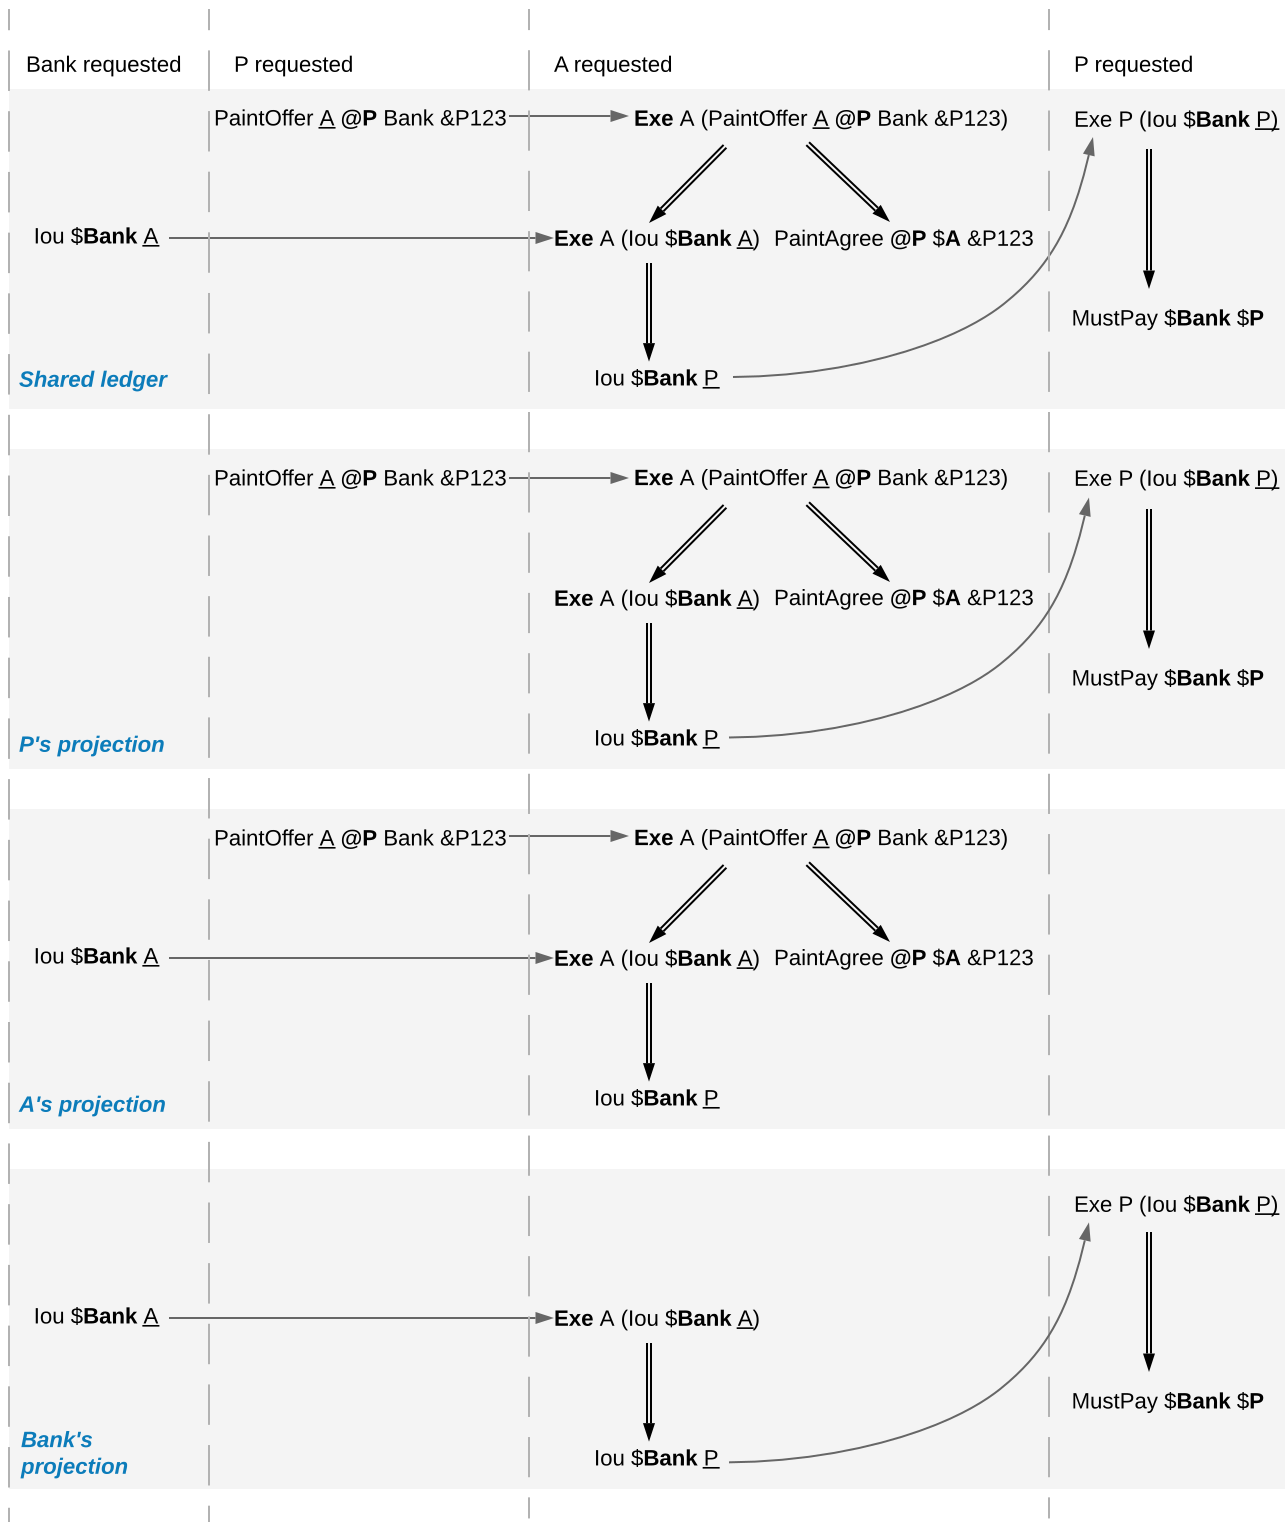 Bank requested
P requested
A requested
P requested
PaintOffer A @P Bank &P123
Exe A (PaintOffer A @P Bank &P123)
Exe P (Iou $Bank P)
Iou $Bank A
Exe A (Iou $Bank A)
PaintAgree @P $A &P123
MustPay $Bank $P
Shared ledger
Iou $Bank P
PaintOffer A @P Bank &P123
Exe A (PaintOffer A @P Bank &P123)
Exe P (Iou $Bank P)
Exe A (Iou $Bank A)
PaintAgree @P $A &P123
MustPay $Bank $P
P's projection
Iou $Bank P
PaintOffer A @P Bank &P123
Exe A (PaintOffer A @P Bank &P123)
Iou $Bank A
Exe A (Iou $Bank A)
PaintAgree @P $A &P123
A's projection
Iou $Bank P
Exe P (Iou $Bank P)
Iou $Bank A
Exe A (Iou $Bank A)
MustPay $Bank $P
Bank's
projection
Iou $Bank P